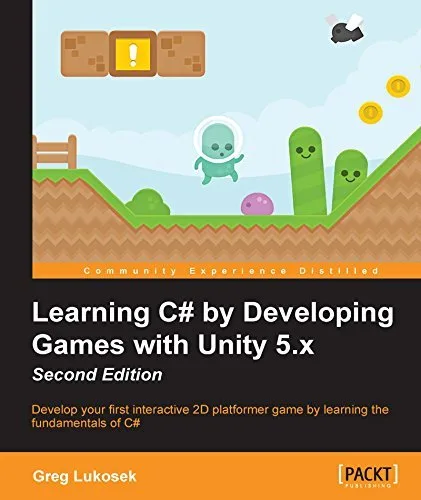 !
Community Experience Distilled
Learning C# by Developing
Games with Unity 5.x
Second Edition
Develop your first interactive 2D platformer game by learning the
fundamentals of C#
Greg Lukosek
[PACKT]
PUBLISHING